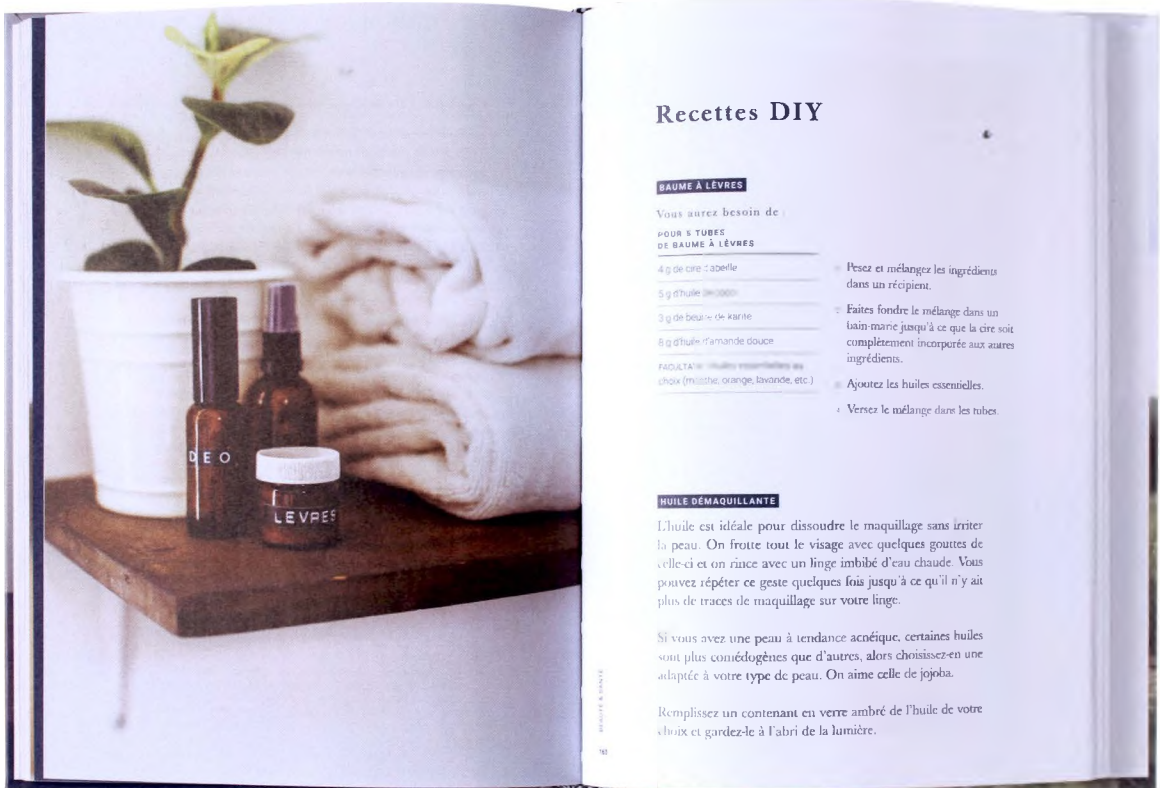 DEO
LEVRES
Recettes DIY
BAUME À LÈVRES
Vous aurez besoin de :
POUR 5 TUBES
DE BAUME À LÈVRES
4 g de cire d'abeille
5 g d'huile
3 g de beurre de karité
8 g d'huile d'amande douce
choix (menthe, orange, lavande, etc.)
Pesez et mélangez les ingrédients
dans un récipient.
Faites fondre le mélange dans un
bain-marie jusqu'à ce que la cire soit
complètement incorporée aux autres
ingrédients.
Ajoutez les huiles essentielles.
Versez le mélange dans les tubes.
HUILE DÉMAQUILLANTE
L'huile est idéale pour dissoudre le maquillage sans irriter
la peau. On frotte tout le visage avec quelques gouttes de
celle-ci et on rince avec un linge imbibé d'eau chaude. Vous
pouvez répéter ce geste quelques fois jusqu'à ce qu'il n'y ait
plus de traces de maquillage sur votre linge.
Si vous avez une peau à tendance acnéique, certaines huiles
sont plus comédogènes que d'autres, alors choisissez-en une
adaptée à votre type de peau. On aime celle de jojoba.
Remplissez un contenant en verre ambré de l'huile de votre
choix et gardez-le à l'abri de la lumière.
BEAUTÉ & SANTÉ